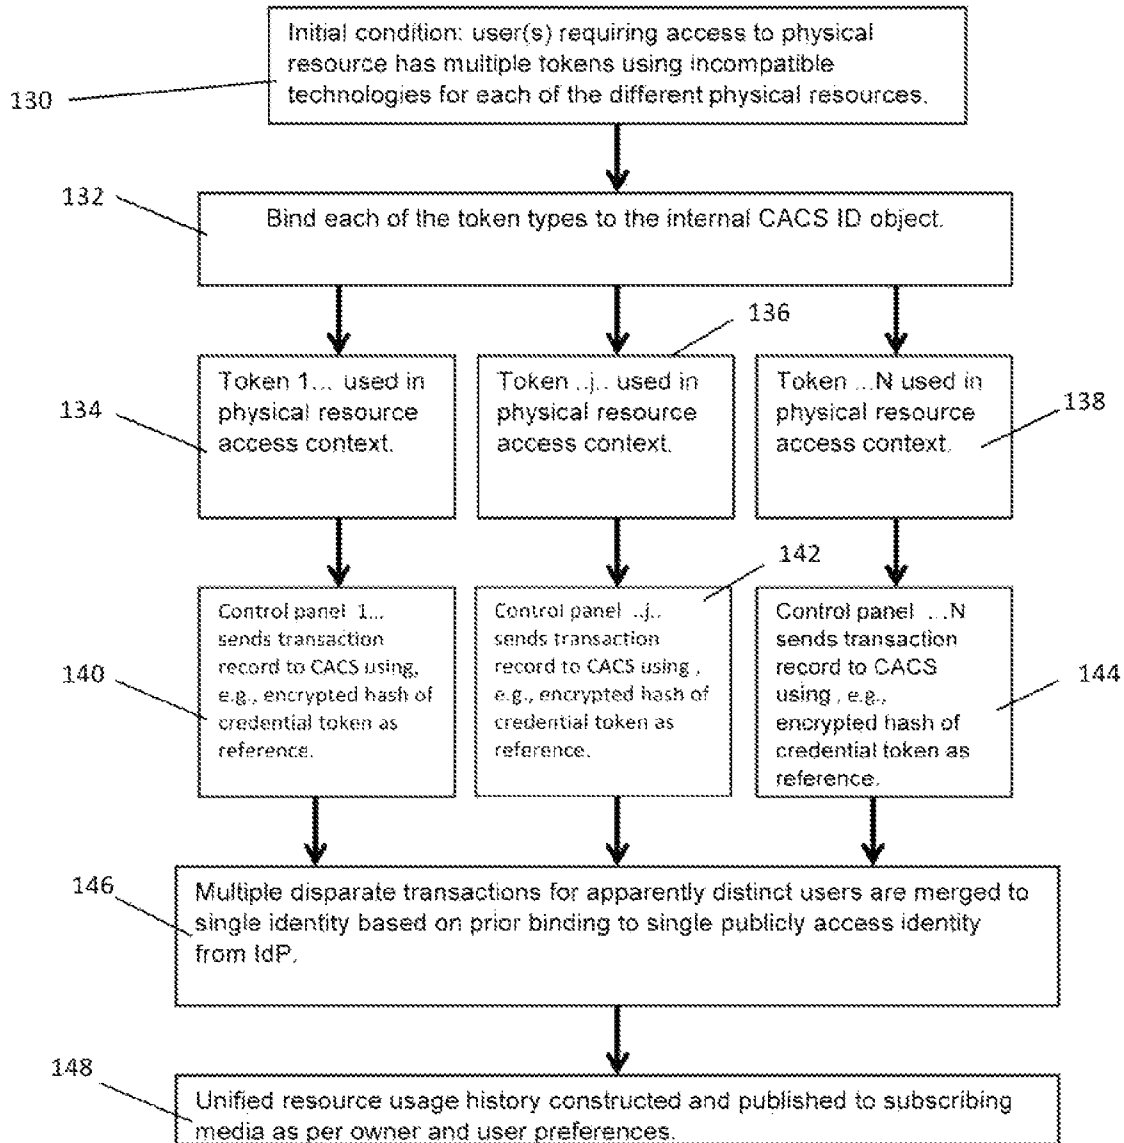 Initial condition: user(s) requiring access to physical
resource has multiple tokens using incompatible
technologies for each of the different physical resources.
130
132
Bind each of the token types to the internal CACS ID object.
136
Token 1... used in
physical resource
access context.
134
Token ..j.. used in
physical resource
access context.
Token ...N used in
physical resource
access context.
138
142
Control panel 1...
sends transaction
record to CACS using,
e.g., encrypted hash of
credential token as
reference.
140
Control panel ..j..
sends transaction
record to CACS using ,
e.g., encrypted hash of
credential token as
reference.
Control panel ...N
sends transaction
record to CACS
using , e.g.,
encrypted hash of
credential token as
reference.
144
146
Multiple disparate transactions for apparently distinct users are merged to
single identity based on prior binding to single publicly access identity
from IdP.
148
Unified resource usage history constructed and published to subscribing
media as per owner and user preferences.